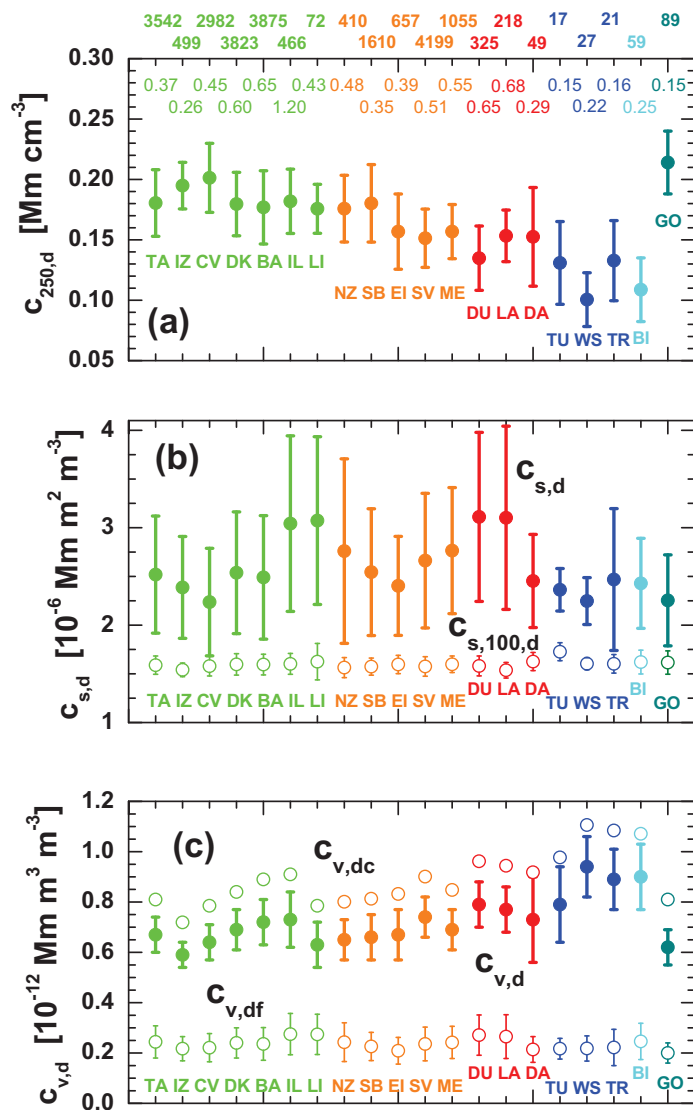 3542 2982 3875 72 410 657 1055 218 17 21 89
499 3823 466 1610 4199 325 49 27 59
0.30
0.37 0.45 0.65 0.43 0.48 0.39 0.55 0.68 0.15 0.16 0.15
0.26 0.60 1.20 0.35 0.51 0.65 0.29 0.22 0.25
0.25
0.20
0.15
0.10
0.05
c250,d [Mm cm-3]
GO
TA IZ CV DK BA IL LI
NZ SB EI SV ME
DU LA DA
TU WS TR BI
(a)
4
3
2
1
cs,d [10-6 Mm m2 m-3]
(b)
cs,d
cs,100,d
TA IZ CV DK BA IL LI NZ SB EI SV ME DU LA DA TU WS TR BI GO
1.2
1.0
0.8
0.6
0.4
0.2
0.0
cv,d [10-12 Mm m3 m-3]
(c)
cv,dc
cv,d
cv,df
TA IZ CV DK BA IL LI NZ SB EI SV ME DU LA DA TU WS TR BI GO